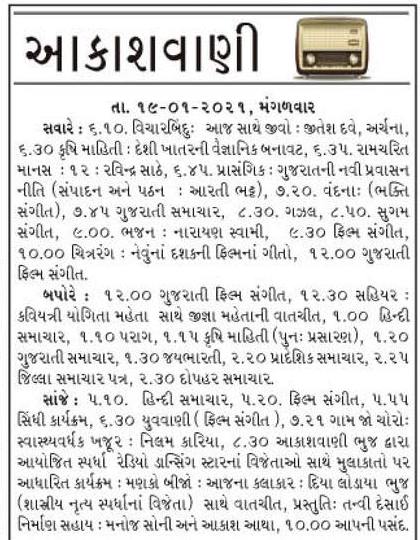 આકાશવાણી
તા. ૧૯-૦૧-૨૦૨૧, મંગળવાર
સવારે : ૬.૧૦. વિચારબિંદુઃ આજ સાથે જીવો : જીતેશ દવે, અર્ચના,
૬.૩૦ કૃષિ માહિતી : દેશી ખાતરની વૈજ્ઞાનિક બનાવટ, ૬.૩૫. રામચરિત
માનસ : ૧૨ : રવિન્દ્ર સાઠે, ૬.૪૫. પ્રાસંગિક : ગુજરાતની નવી પ્રવાસન
નીતિ (સંપાદન અને પઠન : આરતી ભટ્ટ), ૭.૨૦. વંદનાઃ (ભક્તિ
સંગીત), ૭.૪૫ ગુજરાતી સમાચાર, ૮.૩૦. ગઝલ, ૮.૫૦. સુગમ
સંગીત, ૯.૦૦. ભજન : નારાયણ સ્વામી, ૯.૩૦ ફિલ્મ સંગીત,
૧૦.૦૦ ચિત્રરંગ : નેવુંનાં દશકની ફિલ્મનાં ગીતો, ૧૨.૦૦ ગુજરાતી
ફિલ્મ સંગીત.
બપોરે : ૧૨.૦૦ ગુજરાતી ફિલ્મ સંગીત, ૧૨.૩૦ સહિયર :
કવિયત્રી યોગિતા મહેતા સાથે જીજ્ઞા મહેતાની વાતચીત, ૧.૦૦ હિન્દી
સમાચાર, ૧.૧૦ પરાગ, ૧.૧૫ કૃષિ માહિતી (પુનઃ પ્રસારણ), ૧.૨૦
ગુજરાતી સમાચાર, ૧.૩૦ જયભારતી, ૨.૨૦ પ્રાદેશિક સમાચાર, ૨.૨૫
જિલ્લા સમાચાર પત્ર, ૨.૩૦ દોપહર સમાચાર.
સાંજે : ૫.૧૦. હિન્દી સમાચાર, ૫.૨૦. ફિલ્મ સંગીત, ૫.૫૫
સિંધી કાર્યક્રમ, ૬.૩૦ યુવવાણી ( ફિલ્મ સંગીત ), ૭.૨૧ ગામ જો ચોરોઃ
સ્વાસ્થ્યવર્ધક ખજૂર : નિલમ કારિયા, ૮.૩૦ આકાશવાણી ભુજ દ્વારા
આયોજિત સ્પર્ધા રેડિયો ડાન્સિંગ સ્ટારનાં વિજેતાઓ સાથે મુલાકાતો પર
આધારિત કાર્યક્રમ : મણકો બીજો : આજના કલાકાર : દિયા લોડાયા ભુજ
(શાસ્ત્રીય નૃત્ય સ્પર્ધાનાં વિજેતા) સાથે વાતચીત, પ્રસ્તુતિઃ તન્વી દેસાઈ
નિર્માણ સહાય : મનોજ સોની અને આકાશ આથા, ૧૦.૦૦ આપની પસંદ.